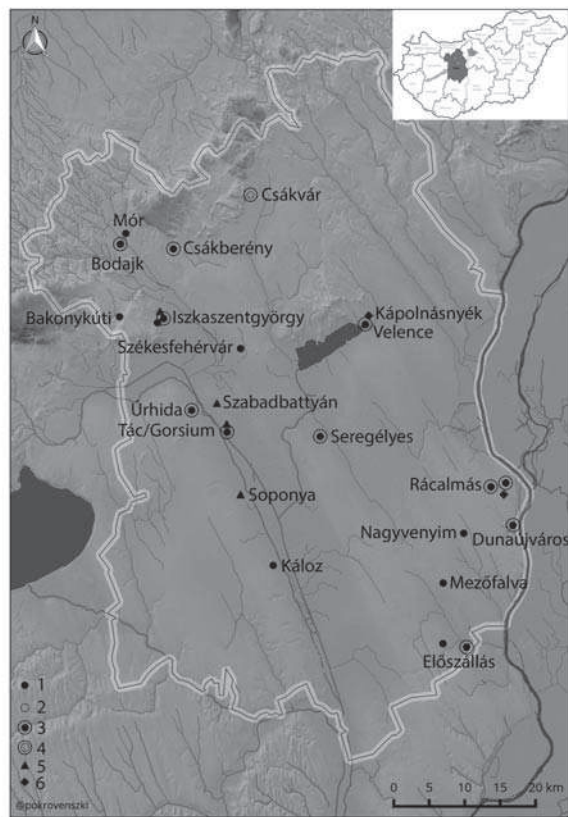 N
Csákvár
Mór
Bodajk
Csákberény
Bakonykúti
Iszkaszentgyörgy
Kápolnásnyék
Velence
Székesfehérvár
Szabadbattyán
Úrhida
Tác/Gorsium
Seregélyes
Rácalmás
Soponya
Nagyvenyim
Dunaújváros
Káloz
Mezőfalva
Előszállás
1
2
3
4
5
6
0 5 10 15 20 km
@pokrovenszki